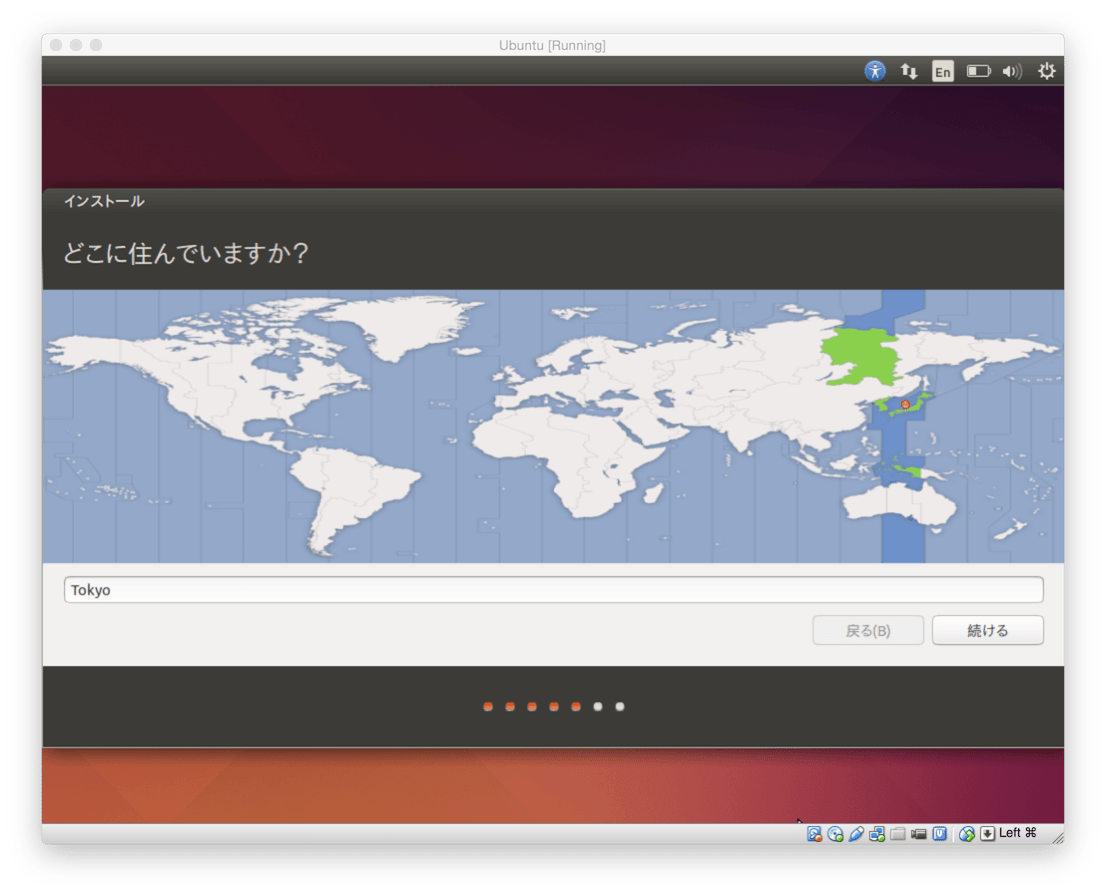 Ubuntu [Running]
En
インストール
どこに住んでいますか?
Tokyo
戻る(B)
続ける
Left ⌘